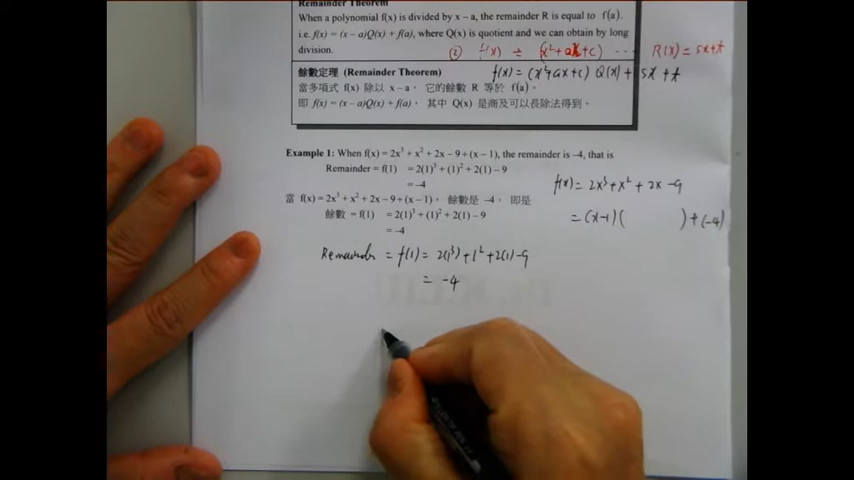 Remainder Theorem
When a polynomial f(x) is divided by x – a, the remainder R is equal to f(a).
i.e. f(x) = (x – a)Q(x) + f(a), where Q(x) is quotient and we can obtain by long
division.
(2) f(x) ÷ (x² + ax + c) ... R(x) = sx + t
餘數定理 (Remainder Theorem)
f(x) = (x² + ax + c) Q(x) + sx + t
當多項式 f(x) 除以 x – a, 它的餘數 R 等於 f(a).
即 f(x) = (x – a)Q(x) + f(a), 其中 Q(x) 是商及可以長除法得到.
Example 1: When f(x) = 2x³ + x² + 2x – 9 ÷ (x – 1), the remainder is –4, that is
Remainder = f(1) = 2(1)³ + (1)² + 2(1) – 9
= –4
當 f(x) = 2x³ + x² + 2x – 9 ÷ (x – 1), 餘數是 –4, 即是
餘數 = f(1) = 2(1)³ + (1)² + 2(1) – 9
= –4
f(x) = 2x³ + x² + 2x – 9
= (x–1)( ) + (–4)
Remainder = f(1) = 2(1³) + 1² + 2(1) – 9
= –4